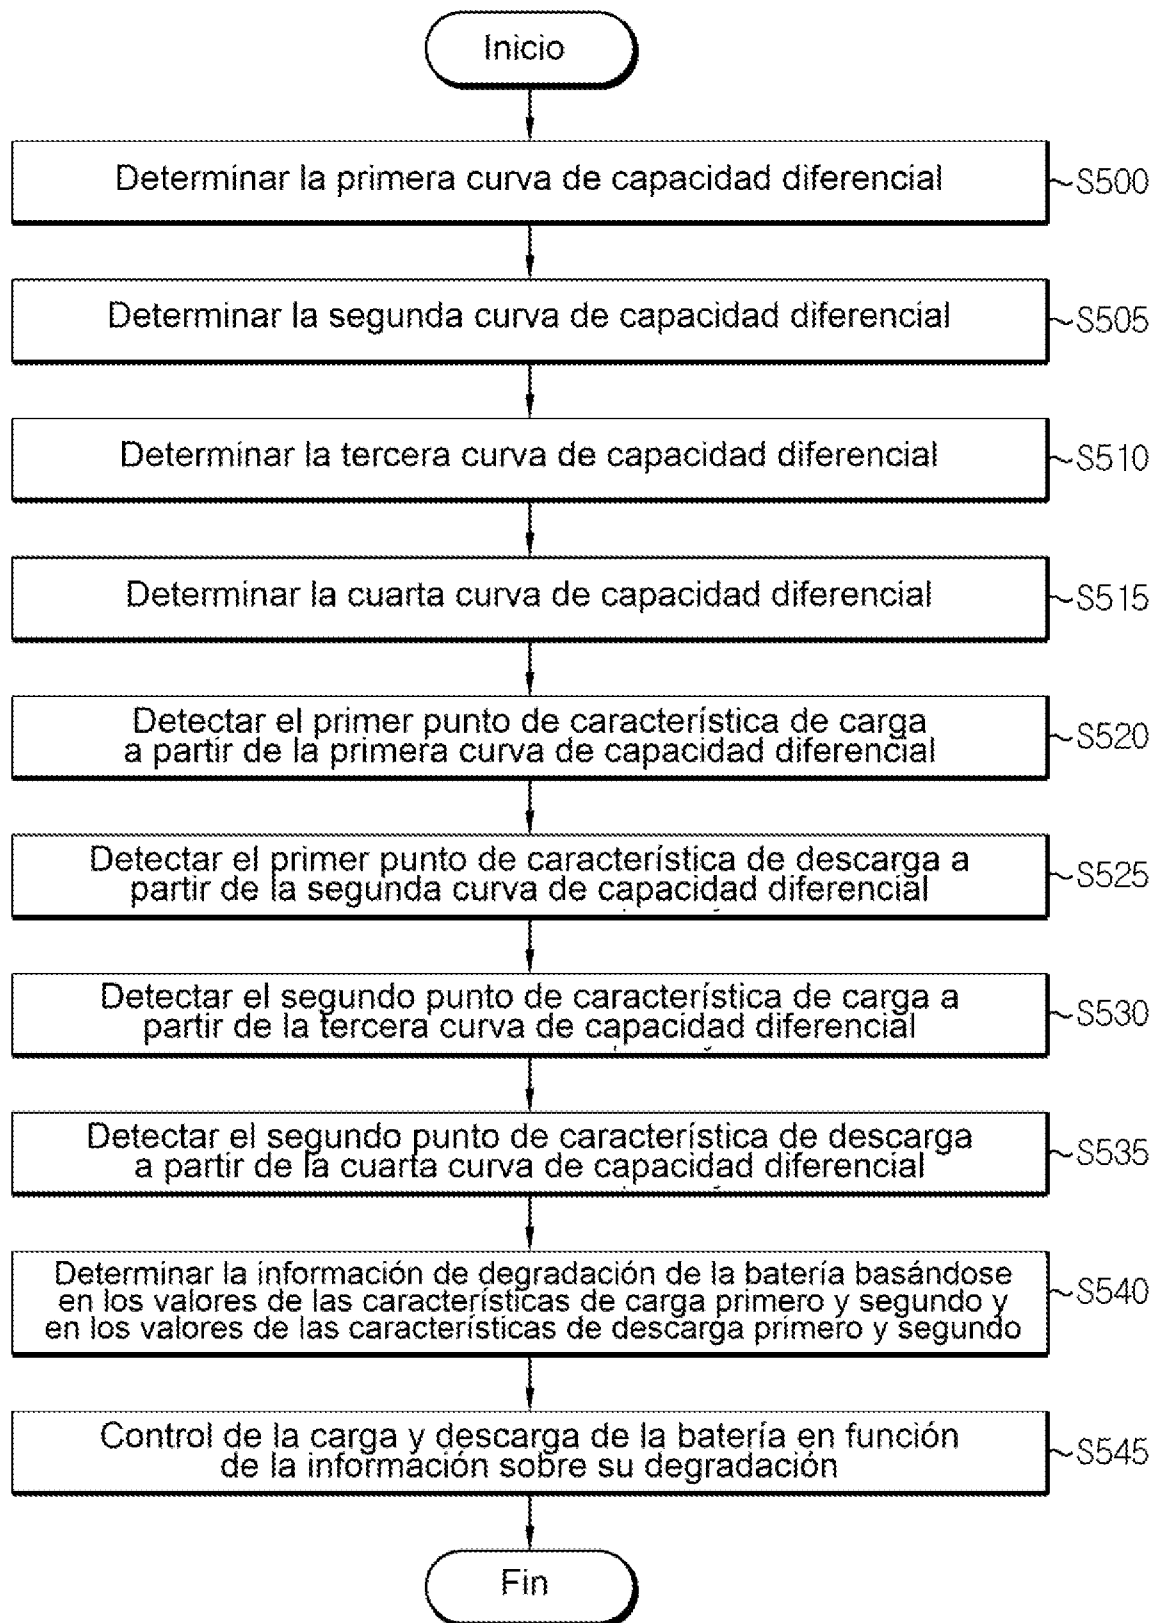 Inicio
Determinar la primera curva de capacidad diferencial
S500
Determinar la segunda curva de capacidad diferencial
S505
Determinar la tercera curva de capacidad diferencial
S510
Determinar la cuarta curva de capacidad diferencial
S515
Detectar el primer punto de característica de carga
a partir de la primera curva de capacidad diferencial
S520
Detectar el primer punto de característica de descarga a
partir de la segunda curva de capacidad diferencial
S525
Detectar el segundo punto de característica de carga a
partir de la tercera curva de capacidad diferencial
S530
Detectar el segundo punto de característica de descarga
a partir de la cuarta curva de capacidad diferencial
S535
Determinar la información de degradación de la batería basándose
en los valores de las características de carga primero y segundo y
en los valores de las características de descarga primero y segundo
S540
Control de la carga y descarga de la batería en función
de la información sobre su degradación
S545
Fin